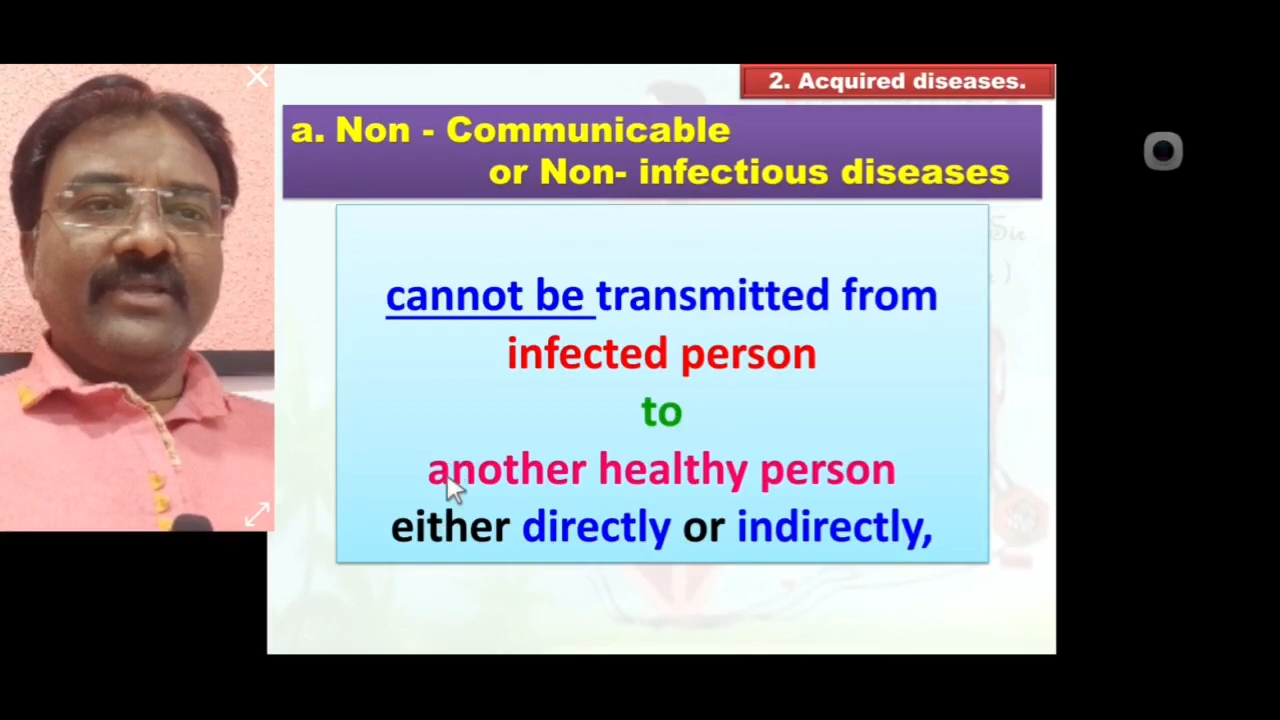 2. Acquired diseases.
a. Non - Communicable
or Non- infectious diseases
Sir
cannot be transmitted from
infected person
to
another healthy person
either directly or indirectly,